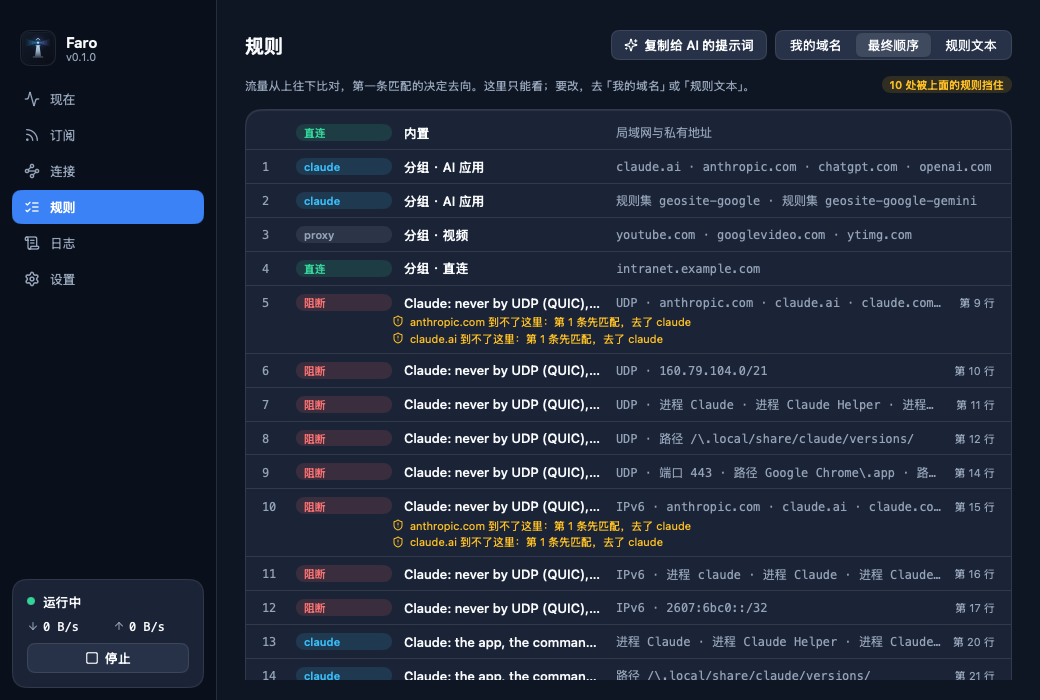 Faro
v0.1.0
现在
订阅
连接
规则
日志
设置
运行中
↓ 0 B/s ↑ 0 B/s
停止
规则
复制给 AI 的提示词
我的域名 最终顺序 规则文本
流量从上往下比对，第一条匹配的决定去向。这里只能看；要改，去「我的域名」或「规则文本」。
10 处被上面的规则挡住
直连 内置 局域网与私有地址
1 claude 分组 · AI 应用 claude.ai · anthropic.com · chatgpt.com · openai.com
2 claude 分组 · AI 应用 规则集 geosite-google · 规则集 geosite-google-gemini
3 proxy 分组 · 视频 youtube.com · googlevideo.com · ytimg.com
4 直连 分组 · 直连 intranet.example.com
5 阻断 Claude: never by UDP (QUIC),... UDP · anthropic.com · claude.ai · claude.com… 第 9 行
anthropic.com 到不了这里：第 1 条先匹配，去了 claude
claude.ai 到不了这里：第 1 条先匹配，去了 claude
6 阻断 Claude: never by UDP (QUIC),... UDP · 160.79.104.0/21 第 10 行
7 阻断 Claude: never by UDP (QUIC),... UDP · 进程 Claude · 进程 Claude Helper · 进程… 第 11 行
8 阻断 Claude: never by UDP (QUIC),... UDP · 路径 /\.local/share/claude/versions/ 第 12 行
9 阻断 Claude: never by UDP (QUIC),... UDP · 端口 443 · 路径 Google Chrome\.app · 路… 第 14 行
10 阻断 Claude: never by UDP (QUIC),... IPv6 · anthropic.com · claude.ai · claude.co… 第 15 行
anthropic.com 到不了这里：第 1 条先匹配，去了 claude
claude.ai 到不了这里：第 1 条先匹配，去了 claude
11 阻断 Claude: never by UDP (QUIC),... IPv6 · 进程 claude · 进程 Claude · 进程 Claude… 第 16 行
12 阻断 Claude: never by UDP (QUIC),... IPv6 · 2607:6bc0::/32 第 17 行
13 claude Claude: the app, the comman... 进程 Claude · 进程 Claude Helper · 进程 Claude… 第 20 行
14 claude Claude: the app, the comman... 路径 /\.local/share/claude/versions/ 第 21 行